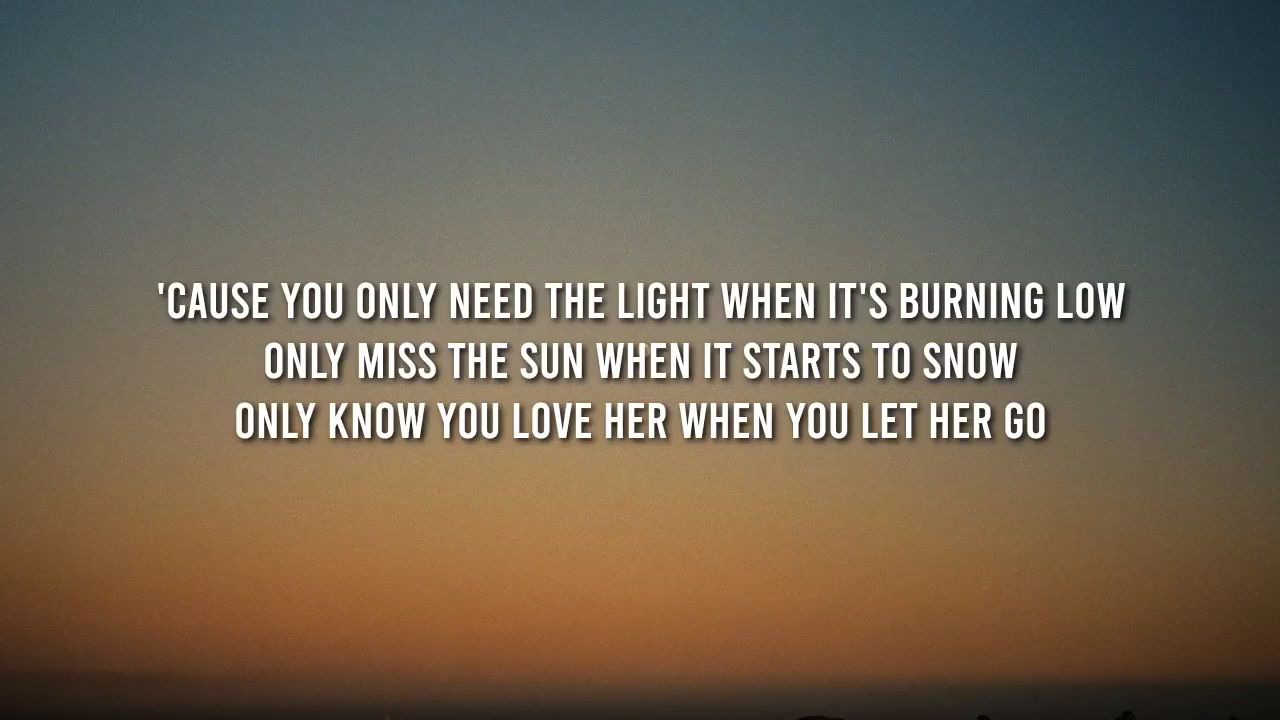 'CAUSE YOU ONLY NEED THE LIGHT WHEN IT'S BURNING LOW
ONLY MISS THE SUN WHEN IT STARTS TO SNOW
ONLY KNOW YOU LOVE HER WHEN YOU LET HER GO